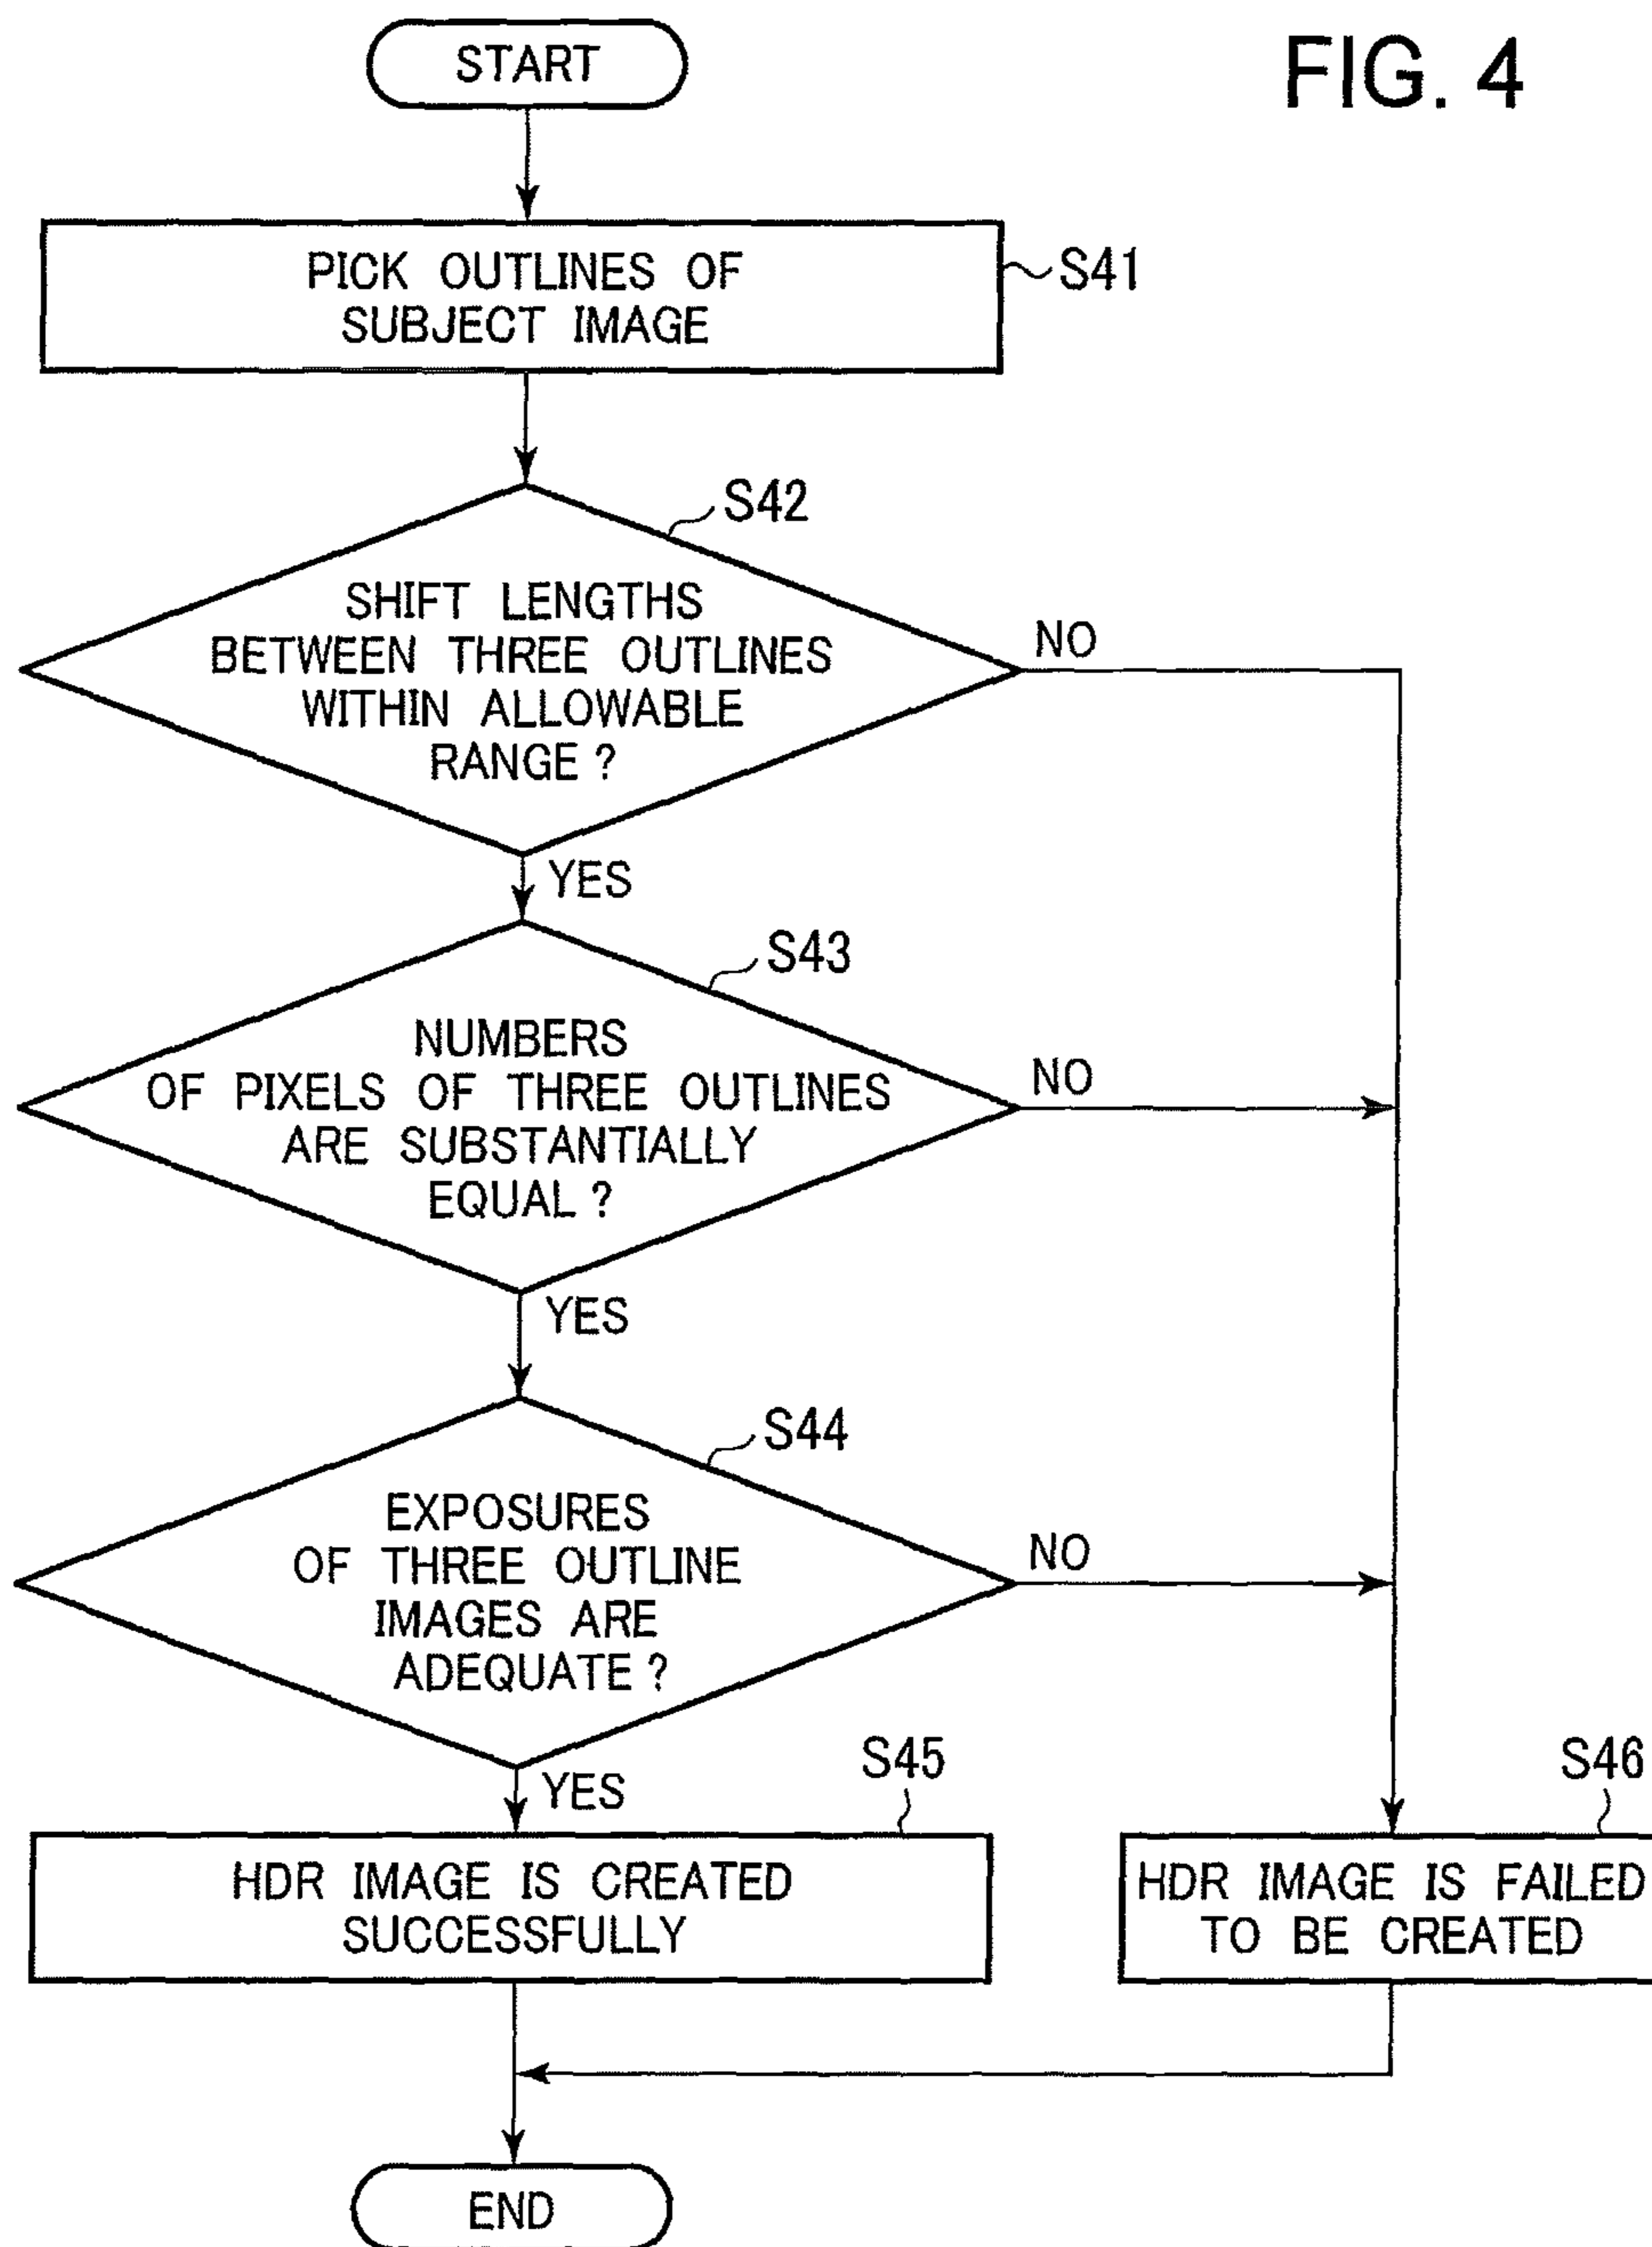 FIG. 4
START
PICK OUTLINES OF
SUBJECT IMAGE
S41
S42
SHIFT LENGTHS
BETWEEN THREE OUTLINES
WITHIN ALLOWABLE
RANGE ?
NO
YES
S43
NUMBERS
OF PIXELS OF THREE OUTLINES
ARE SUBSTANTIALLY
EQUAL ?
NO
YES
S44
EXPOSURES
OF THREE OUTLINE
IMAGES ARE
ADEQUATE ?
NO
YES
S45
HDR IMAGE IS CREATED
SUCCESSFULLY
S46
HDR IMAGE IS FAILED
TO BE CREATED
END